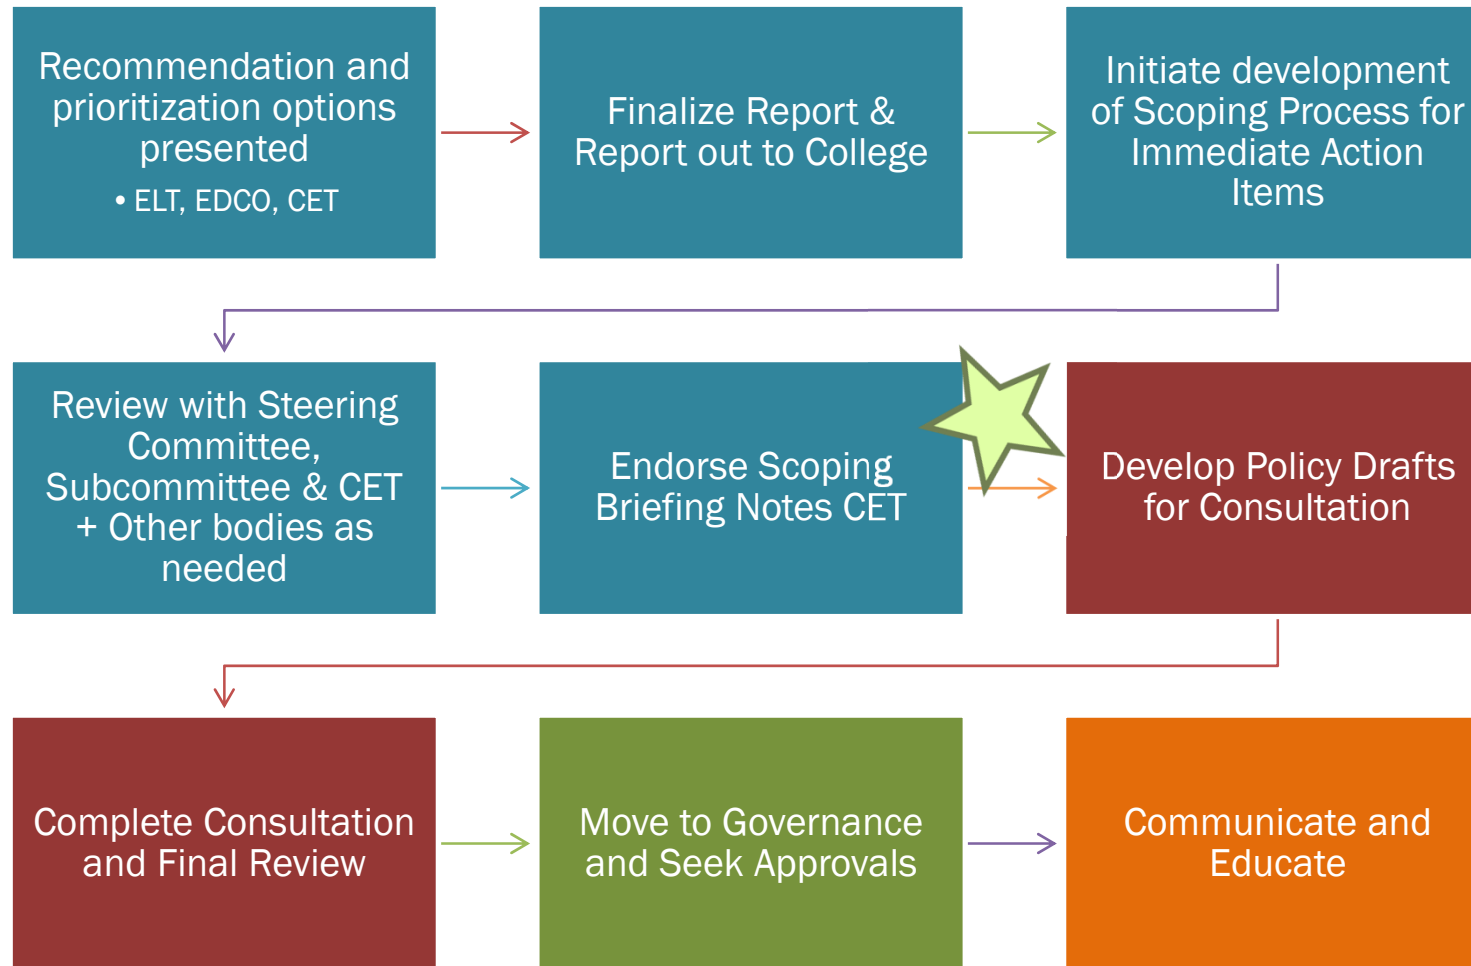 Recommendation and
prioritization options
presented
• ELT, EDCO, CET
Finalize Report &
Report out to College
Initiate development
of Scoping Process for
Immediate Action
Items
Review with Steering
Committee,
Subcommittee & CET
+ Other bodies as
needed
Endorse Scoping
Briefing Notes CET
Develop Policy Drafts
for Consultation
Complete Consultation
and Final Review
Move to Governance
and Seek Approvals
Communicate and
Educate